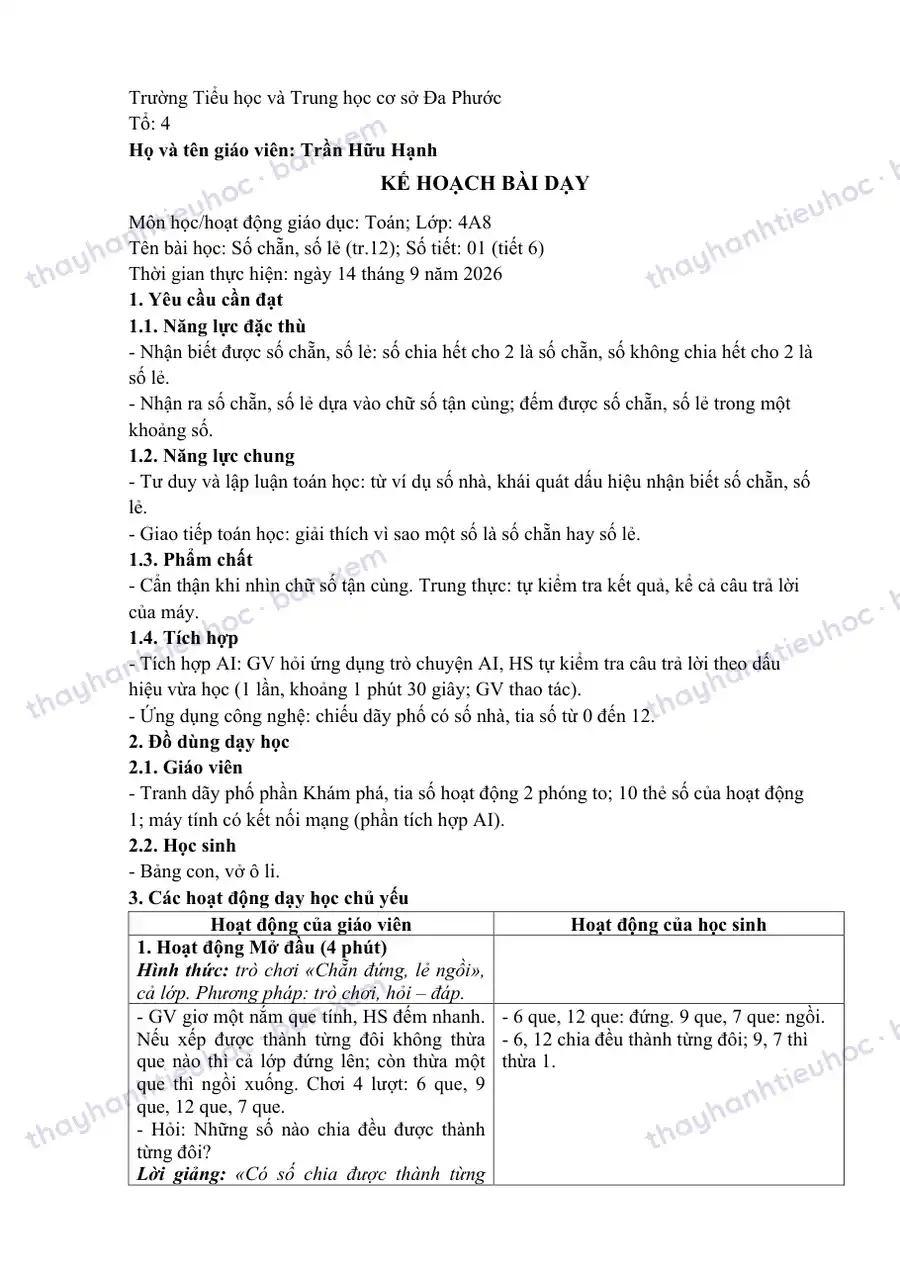 Trường Tiểu học và Trung học cơ sở Đa Phước
Tổ: 4
Họ và tên giáo viên: Trần Hữu Hạnh
KẾ HOẠCH BÀI DẠY
Môn học/hoạt động giáo dục: Toán; Lớp: 4A8
Tên bài học: Số chẵn, số lẻ (tr.12); Số tiết: 01 (tiết 6)
Thời gian thực hiện: ngày 14 tháng 9 năm 2026
1. Yêu cầu cần đạt
1.1. Năng lực đặc thù
- Nhận biết được số chẵn, số lẻ: số chia hết cho 2 là số chẵn, số không chia hết cho 2 là
số lẻ.
- Nhận ra số chẵn, số lẻ dựa vào chữ số tận cùng; đếm được số chẵn, số lẻ trong một
khoảng số.
1.2. Năng lực chung
- Tư duy và lập luận toán học: từ ví dụ số nhà, khái quát dấu hiệu nhận biết số chẵn, số
lẻ.
- Giao tiếp toán học: giải thích vì sao một số là số chẵn hay số lẻ.
1.3. Phẩm chất
- Cẩn thận khi nhìn chữ số tận cùng. Trung thực: tự kiểm tra kết quả, kể cả câu trả lời
của máy.
1.4. Tích hợp
- Tích hợp AI: GV hỏi ứng dụng trò chuyện AI, HS tự kiểm tra câu trả lời theo dấu
hiệu vừa học (1 lần, khoảng 1 phút 30 giây; GV thao tác).
- Ứng dụng công nghệ: chiếu dãy phố có số nhà, tia số từ 0 đến 12.
2. Đồ dùng dạy học
2.1. Giáo viên
- Tranh dãy phố phần Khám phá, tia số hoạt động 2 phóng to; 10 thẻ số của hoạt động
1; máy tính có kết nối mạng (phần tích hợp AI).
2.2. Học sinh
- Bảng con, vở ô li.
3. Các hoạt động dạy học chủ yếu
Hoạt động của giáo viên
Hoạt động của học sinh
1. Hoạt động Mở đầu (4 phút)
Hình thức: trò chơi «Chẵn đứng, lẻ ngồi»,
cả lớp. Phương pháp: trò chơi, hỏi – đáp.
- GV giơ một nắm que tính, HS đếm nhanh.
Nếu xếp được thành từng đôi không thừa
que nào thì cả lớp đứng lên; còn thừa một
que thì ngồi xuống. Chơi 4 lượt: 6 que, 9
que, 12 que, 7 que.
- Hỏi: Những số nào chia đều được thành
từng đôi?
Lời giảng: «Có số chia được thành từng
- 6 que, 12 que: đứng. 9 que, 7 que: ngồi.
- 6, 12 chia đều thành từng đôi; 9, 7 thì
thừa 1.
thayhanhtieuhoc · bản xem
thayhanhtieuhoc · b
thayhanhtieuhoc · bản xem
thayhanhtieuhoc · b
thayhanhtieuhoc · bản xem
thayhanhtieuhoc · b